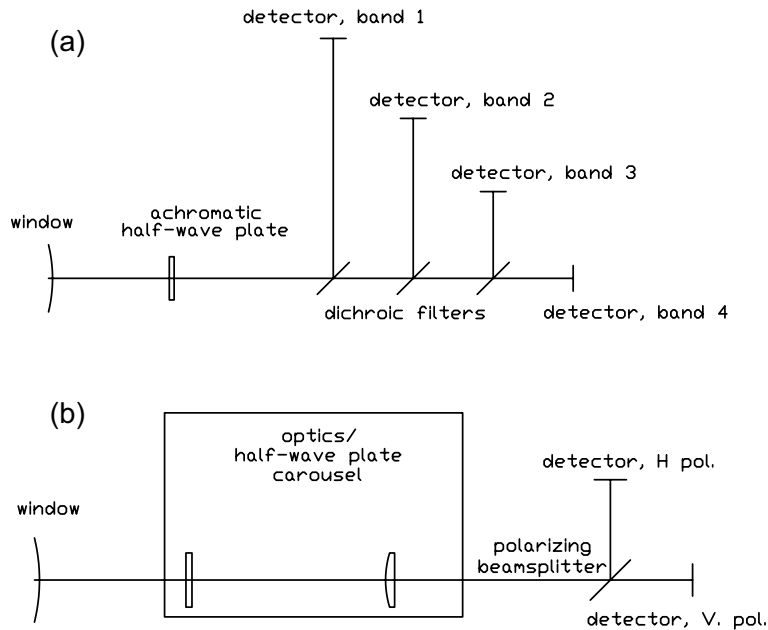 (a)
detector, band 1
detector, band 2
detector, band 3
achromatic
half-wave plate
window
dichroic filters
detector, band 4
(b)
optics/
half-wave plate
carousel
detector, H pol.
window
polarizing
beamsplitter
detector, V. pol.